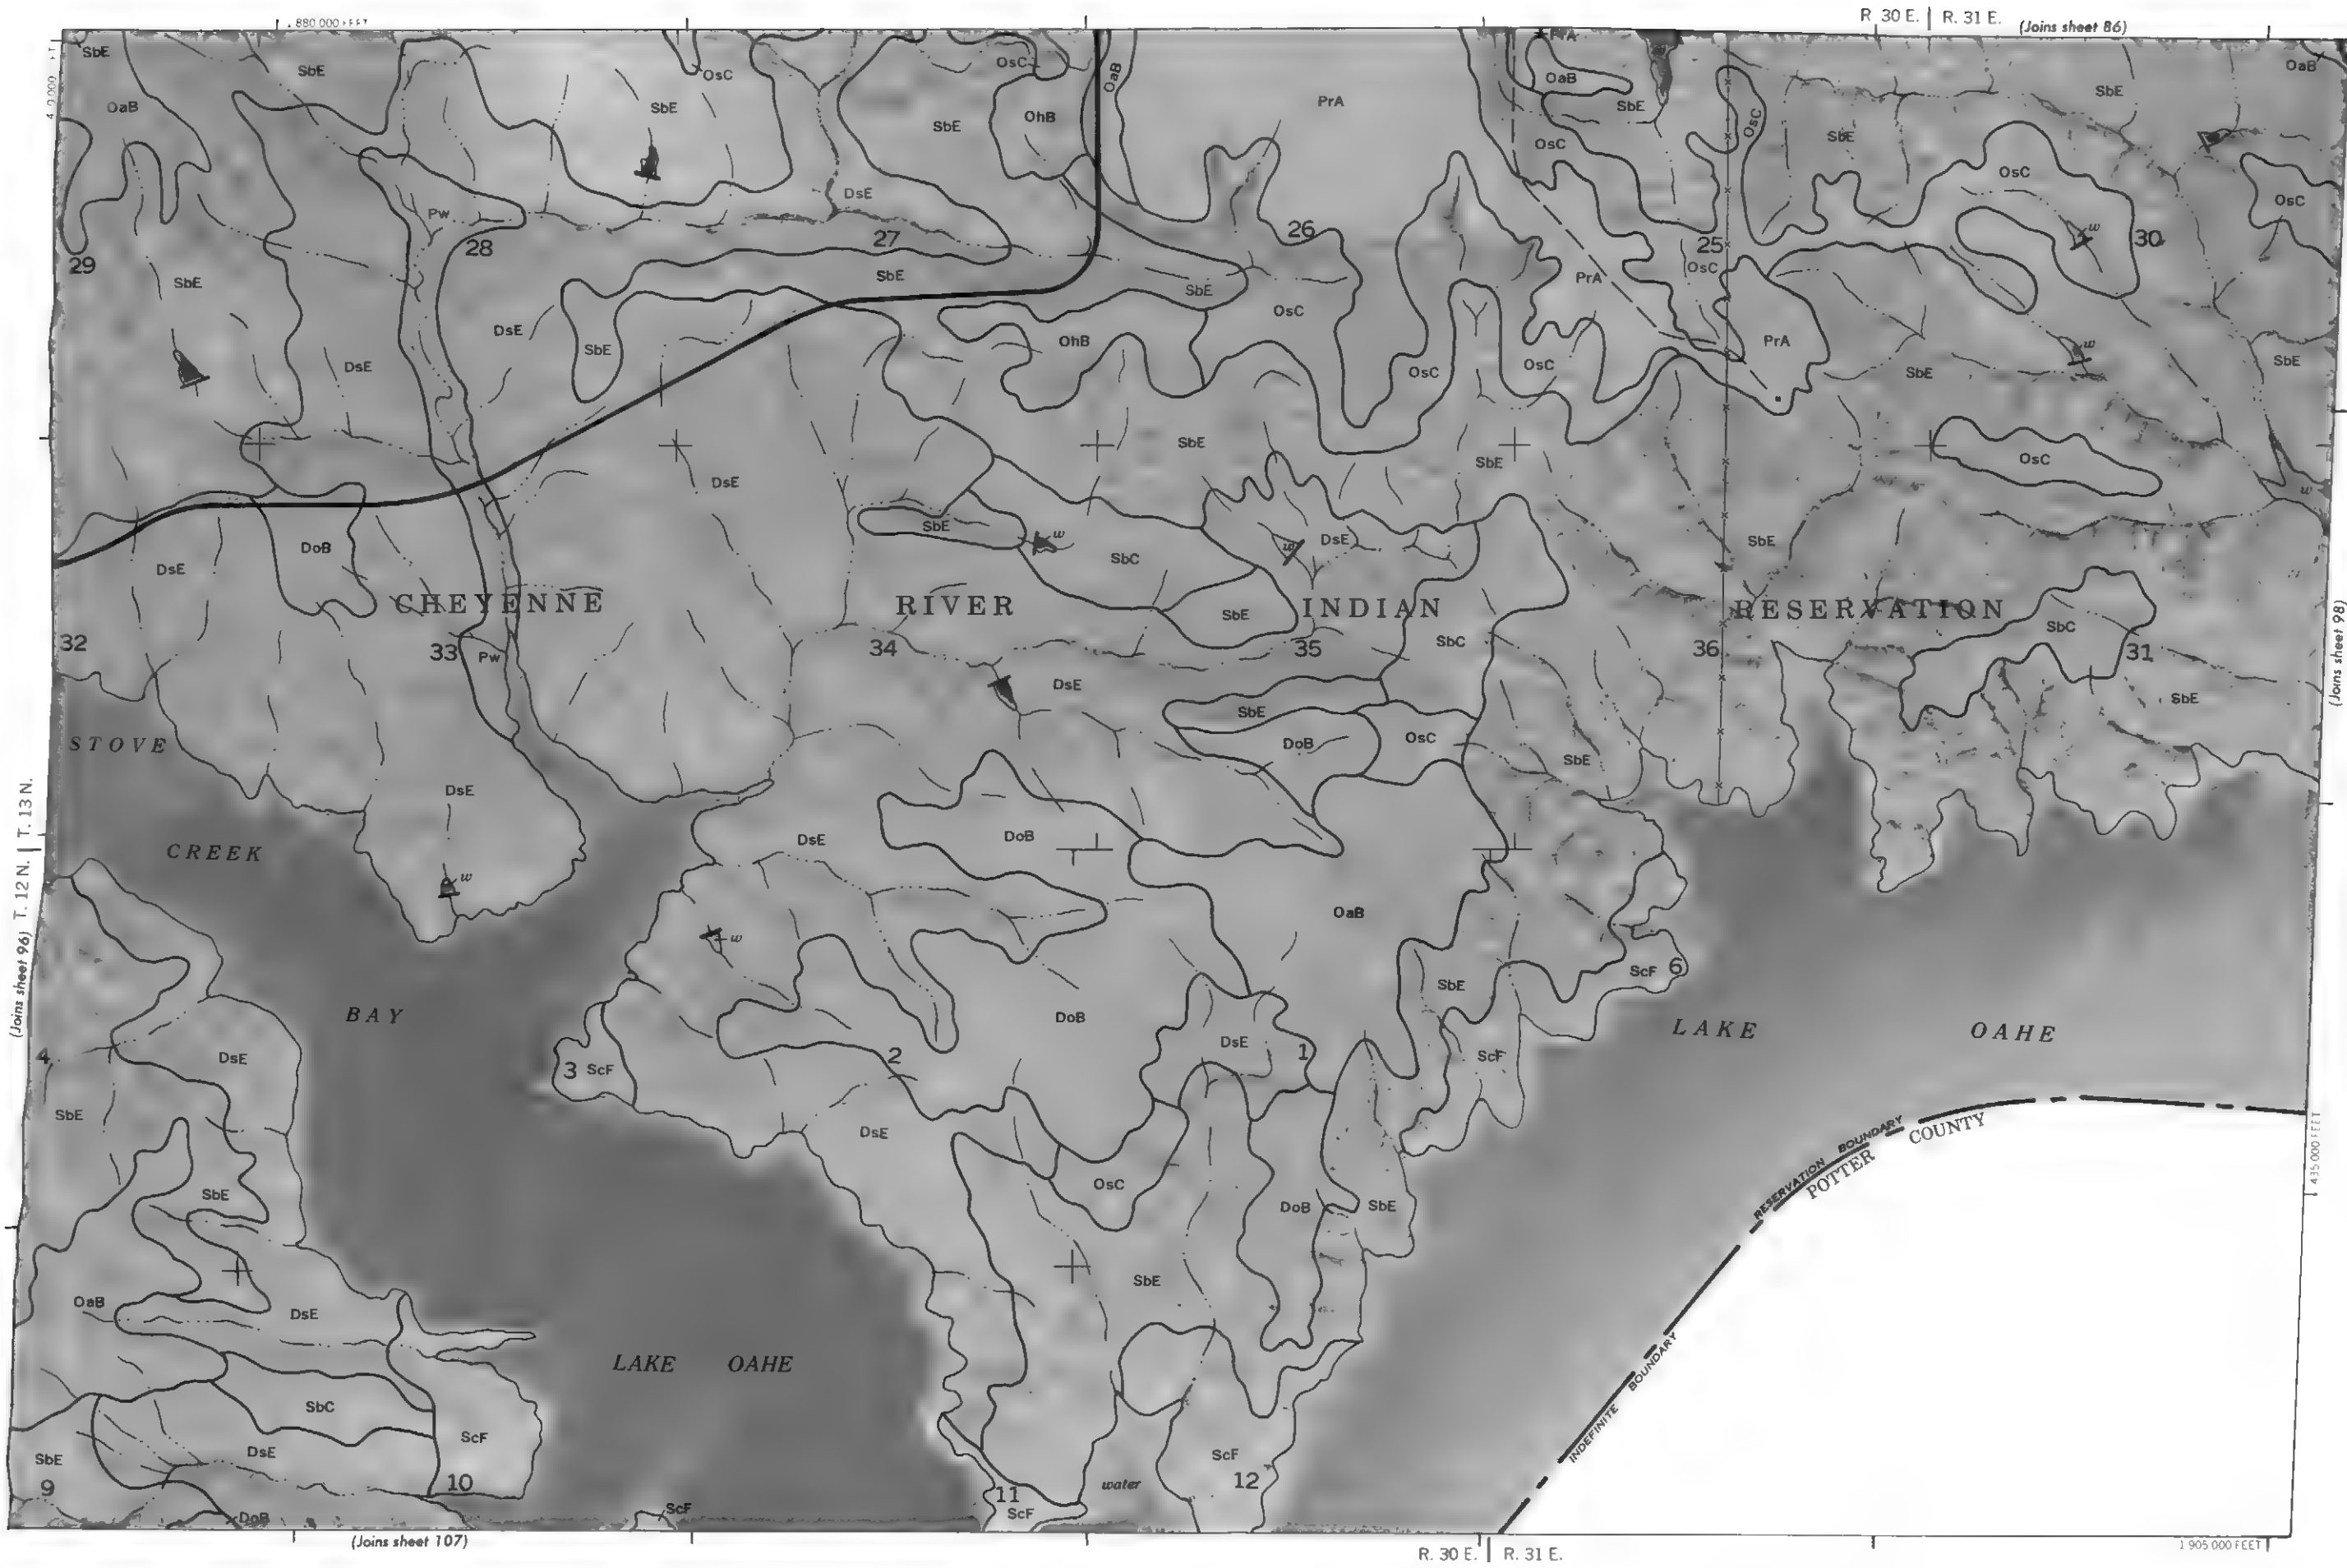 880 000 FEET
R 30 E. | R. 31 E.
(Joins sheet 86)
SbE SbE OsC OsC OaB PrA OaB OaB
OaB SbE SbE OhB PrA SbE OsC SbE SbE
OsC OsC OsC
Pw DsE
29 28 27 26 25 30
SbE SbE SbE OsC PrA OsC w
DsE DsE SbE OhB OsC OsC PrA SbE w SbE
DsE SbE SbE OsC w
DsE DoB SbE w SbC w DsE SbE
CHEYENNE RIVER INDIAN RESERVATION
SbE SbC SbC
32 33 Pw 34 35 36 31
DsE SbE SbE
STOVE DoB OsC SbE
DsE
CREEK DsE DoB
w OaB
w ScF 6
SbE
BAY DoB LAKE OAHE
4 DsE 3 ScF 2 DsE 1 ScF
SbE DsE
RESERVATION BOUNDARY
POTTER COUNTY
SbE OsC DoB SbE
OaB DsE SbE
LAKE OAHE
INDEFINITE BOUNDARY
SbC ScF
SbE DsE ScF
9 10 11 water 12
DoB ScF ScF
(Joins sheet 107)
R. 30 E. | R. 31 E.
1 905 000 FEET
(Joins sheet 96)
T. 12 N. | T. 13 N.
(Joins sheet 98)
435 000 FEET